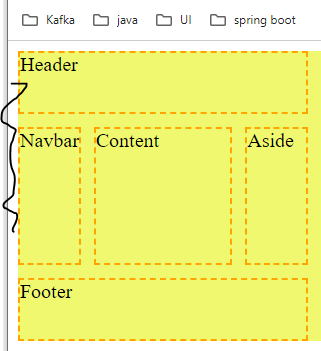 Kafka java UI spring boot
Header
Navbar Content Aside
Footer